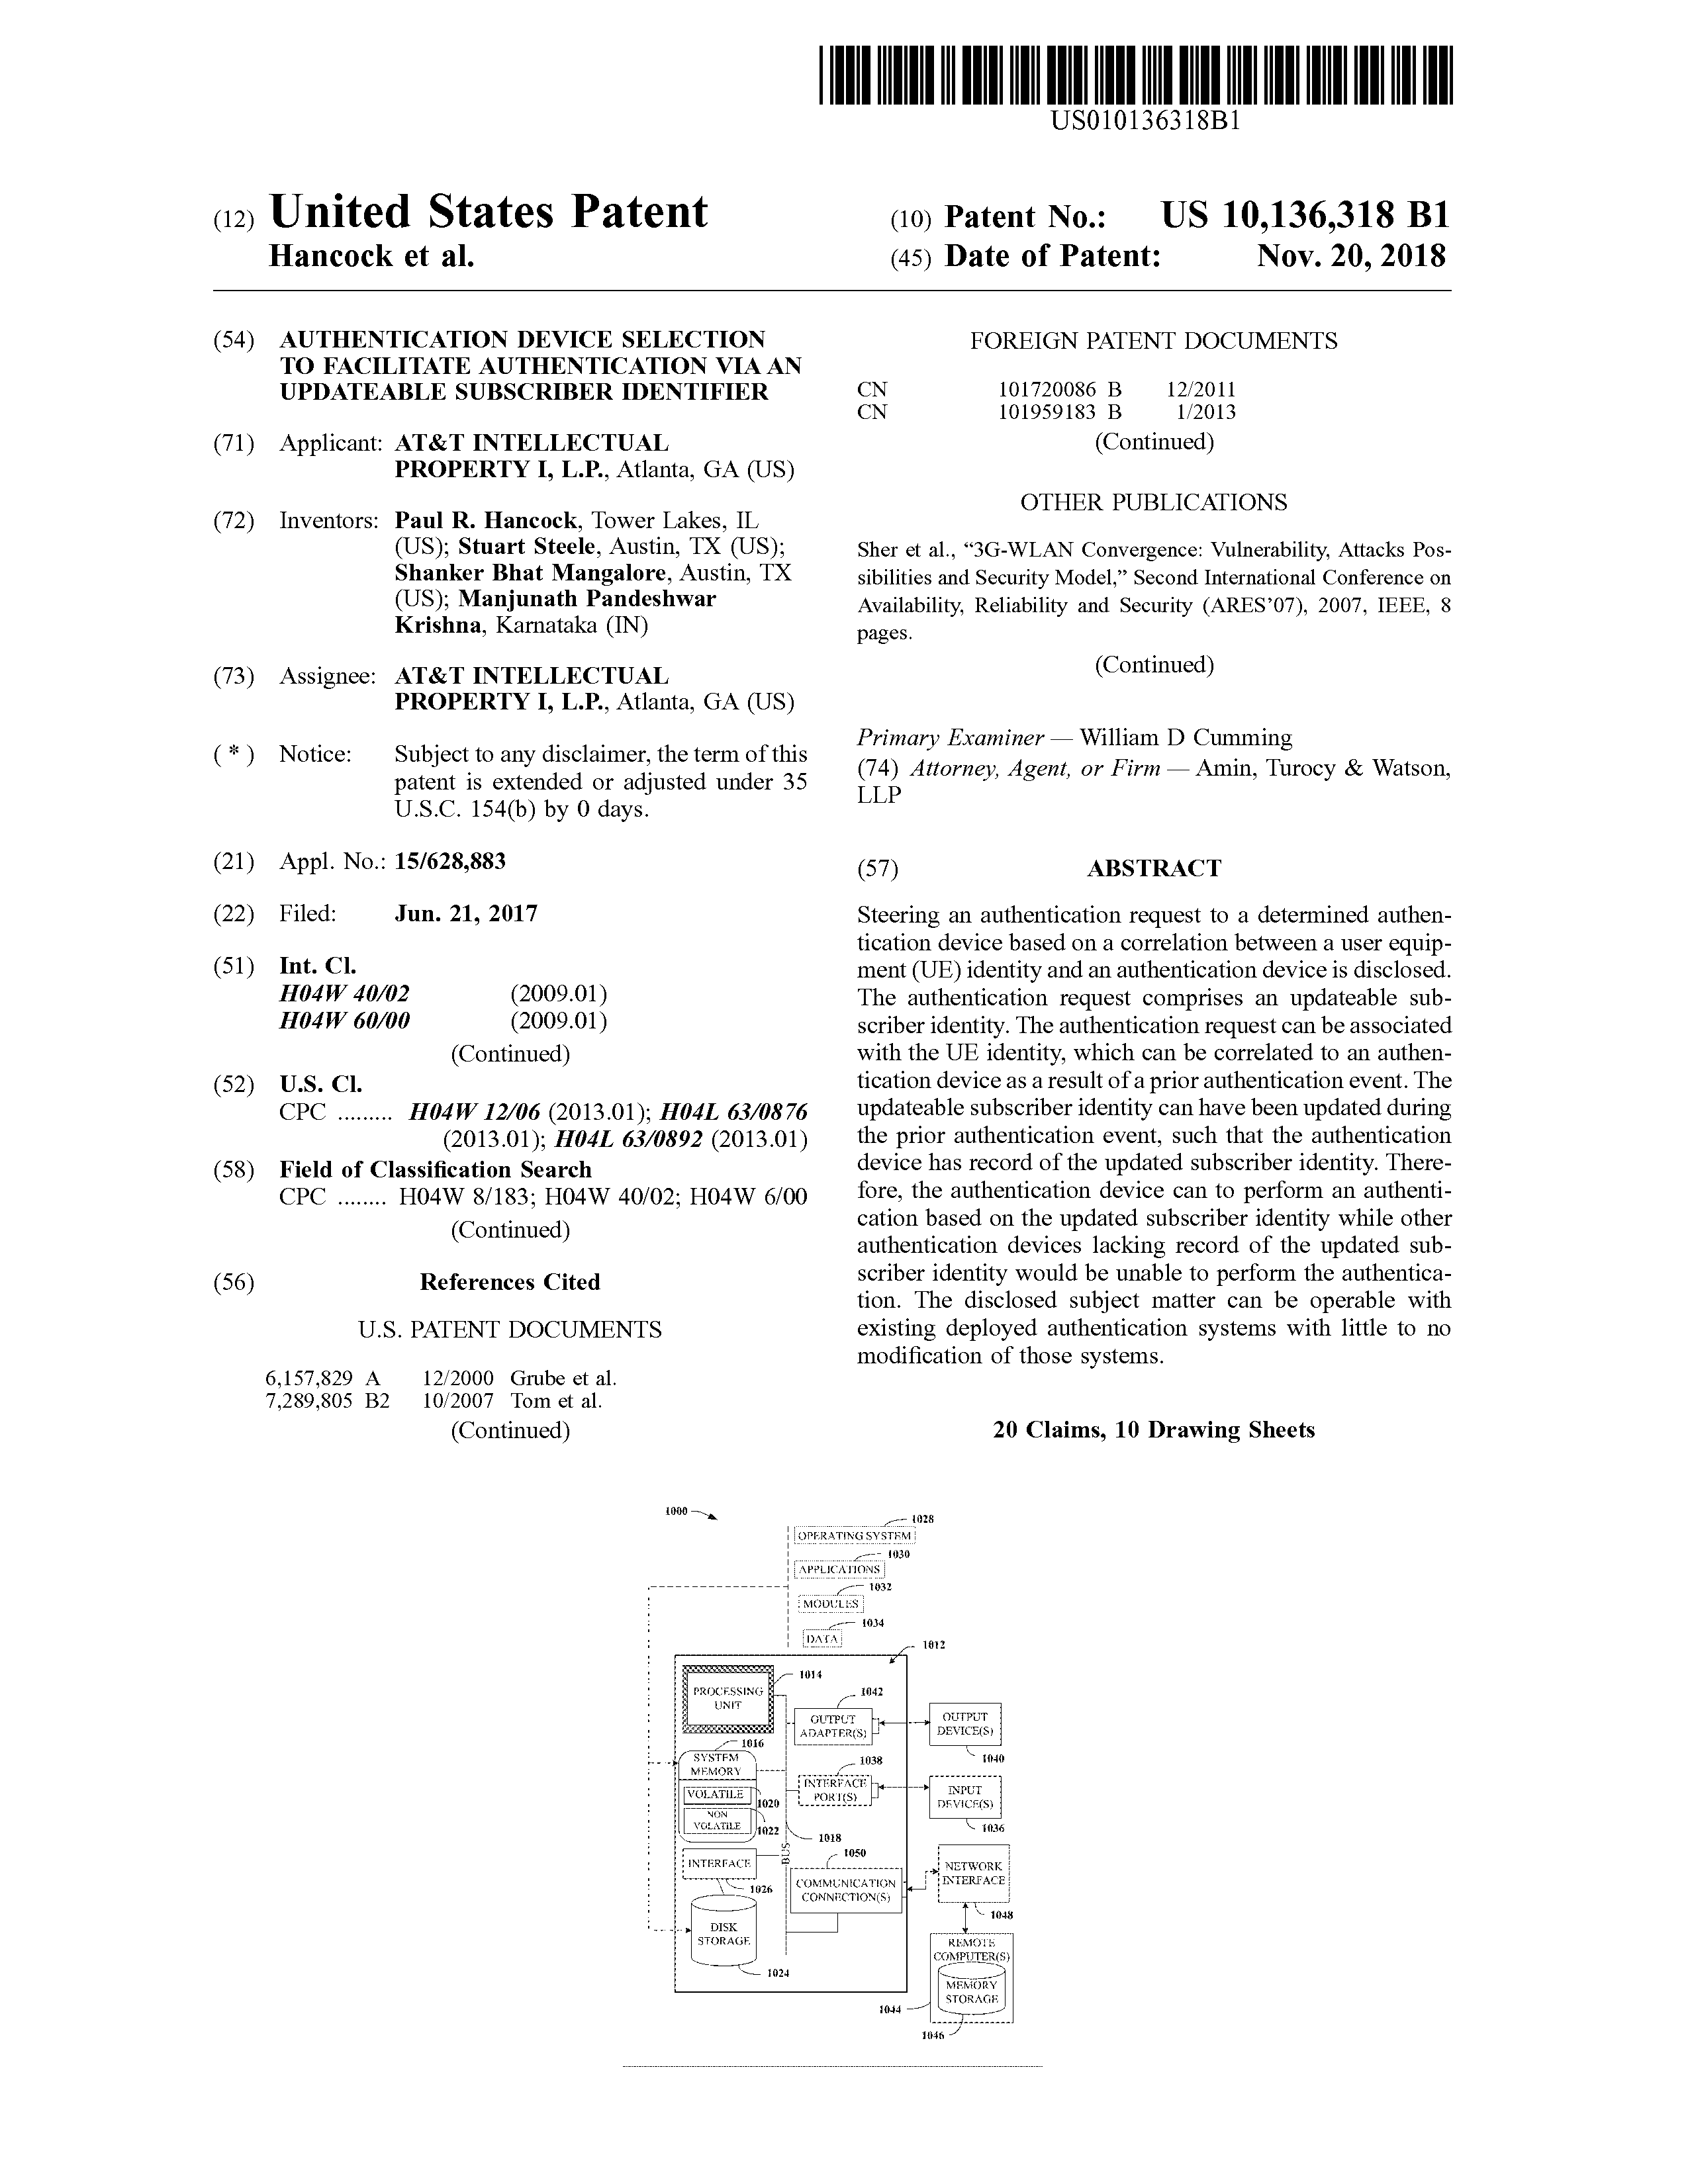 US010136318B1
(12) United States Patent
Hancock et al.
(10) Patent No.: US 10,136,318 B1
(45) Date of Patent: Nov. 20, 2018
(54) AUTHENTICATION DEVICE SELECTION
TO FACILITATE AUTHENTICATION VIA AN
UPDATEABLE SUBSCRIBER IDENTIFIER
(71) Applicant: AT&T INTELLECTUAL
PROPERTY I, L.P., Atlanta, GA (US)
(72) Inventors: Paul R. Hancock, Tower Lakes, IL
(US); Stuart Steele, Austin, TX (US);
Shanker Bhat Mangalore, Austin, TX
(US); Manjunath Pandeshwar
Krishna, Karnataka (IN)
(73) Assignee: AT&T INTELLECTUAL
PROPERTY I, L.P., Atlanta, GA (US)
( * ) Notice: Subject to any disclaimer, the term of this
patent is extended or adjusted under 35
U.S.C. 154(b) by 0 days.
(21) Appl. No.: 15/628,883
(22) Filed: Jun. 21, 2017
(51) Int. Cl.
H04W 40/02 (2009.01)
H04W 60/00 (2009.01)
(Continued)
(52) U.S. Cl.
CPC ......... H04W 12/06 (2013.01); H04L 63/0876
(2013.01); H04L 63/0892 (2013.01)
(58) Field of Classification Search
CPC ........ H04W 8/183; H04W 40/02; H04W 6/00
(Continued)
(56) References Cited
U.S. PATENT DOCUMENTS
6,157,829 A 12/2000 Grube et al.
7,289,805 B2 10/2007 Tom et al.
(Continued)
FOREIGN PATENT DOCUMENTS
CN 101720086 B 12/2011
CN 101959183 B 1/2013
(Continued)
OTHER PUBLICATIONS
Sher et al., “3G-WLAN Convergence: Vulnerability, Attacks Pos-
sibilities and Security Model,” Second International Conference on
Availability, Reliability and Security (ARES’07), 2007, IEEE, 8
pages.
(Continued)
Primary Examiner — William D Cumming
(74) Attorney, Agent, or Firm — Amin, Turocy & Watson,
LLP
(57) ABSTRACT
Steering an authentication request to a determined authen-
tication device based on a correlation between a user equip-
ment (UE) identity and an authentication device is disclosed.
The authentication request comprises an updateable sub-
scriber identity. The authentication request can be associated
with the UE identity, which can be correlated to an authen-
tication device as a result of a prior authentication event. The
updateable subscriber identity can have been updated during
the prior authentication event, such that the authentication
device has record of the updated subscriber identity. There-
fore, the authentication device can to perform an authenti-
cation based on the updated subscriber identity while other
authentication devices lacking record of the updated sub-
scriber identity would be unable to perform the authentica-
tion. The disclosed subject matter can be operable with
existing deployed authentication systems with little to no
modification of those systems.
20 Claims, 10 Drawing Sheets
1000
1028
OPERATING SYSTEM
1030
APPLICATIONS
1032
MODULES
1034
DATA
1012
1014
PROCESSING
UNIT
1042
OUTPUT
ADAPTER(S)
OUTPUT
DEVICE(S)
1040
1016
SYSTEM
MEMORY
VOLATILE
1020
NON
VOLATILE
1022
1038
INTERFACE
PORT(S)
INPUT
DEVICE(S)
1036
1018
BUS
INTERFACE
1026
1050
COMMUNICATION
CONNECTION(S)
NETWORK
INTERFACE
1048
DISK
STORAGE
1024
REMOTE
COMPUTER(S)
MEMORY
STORAGE
1044
1046